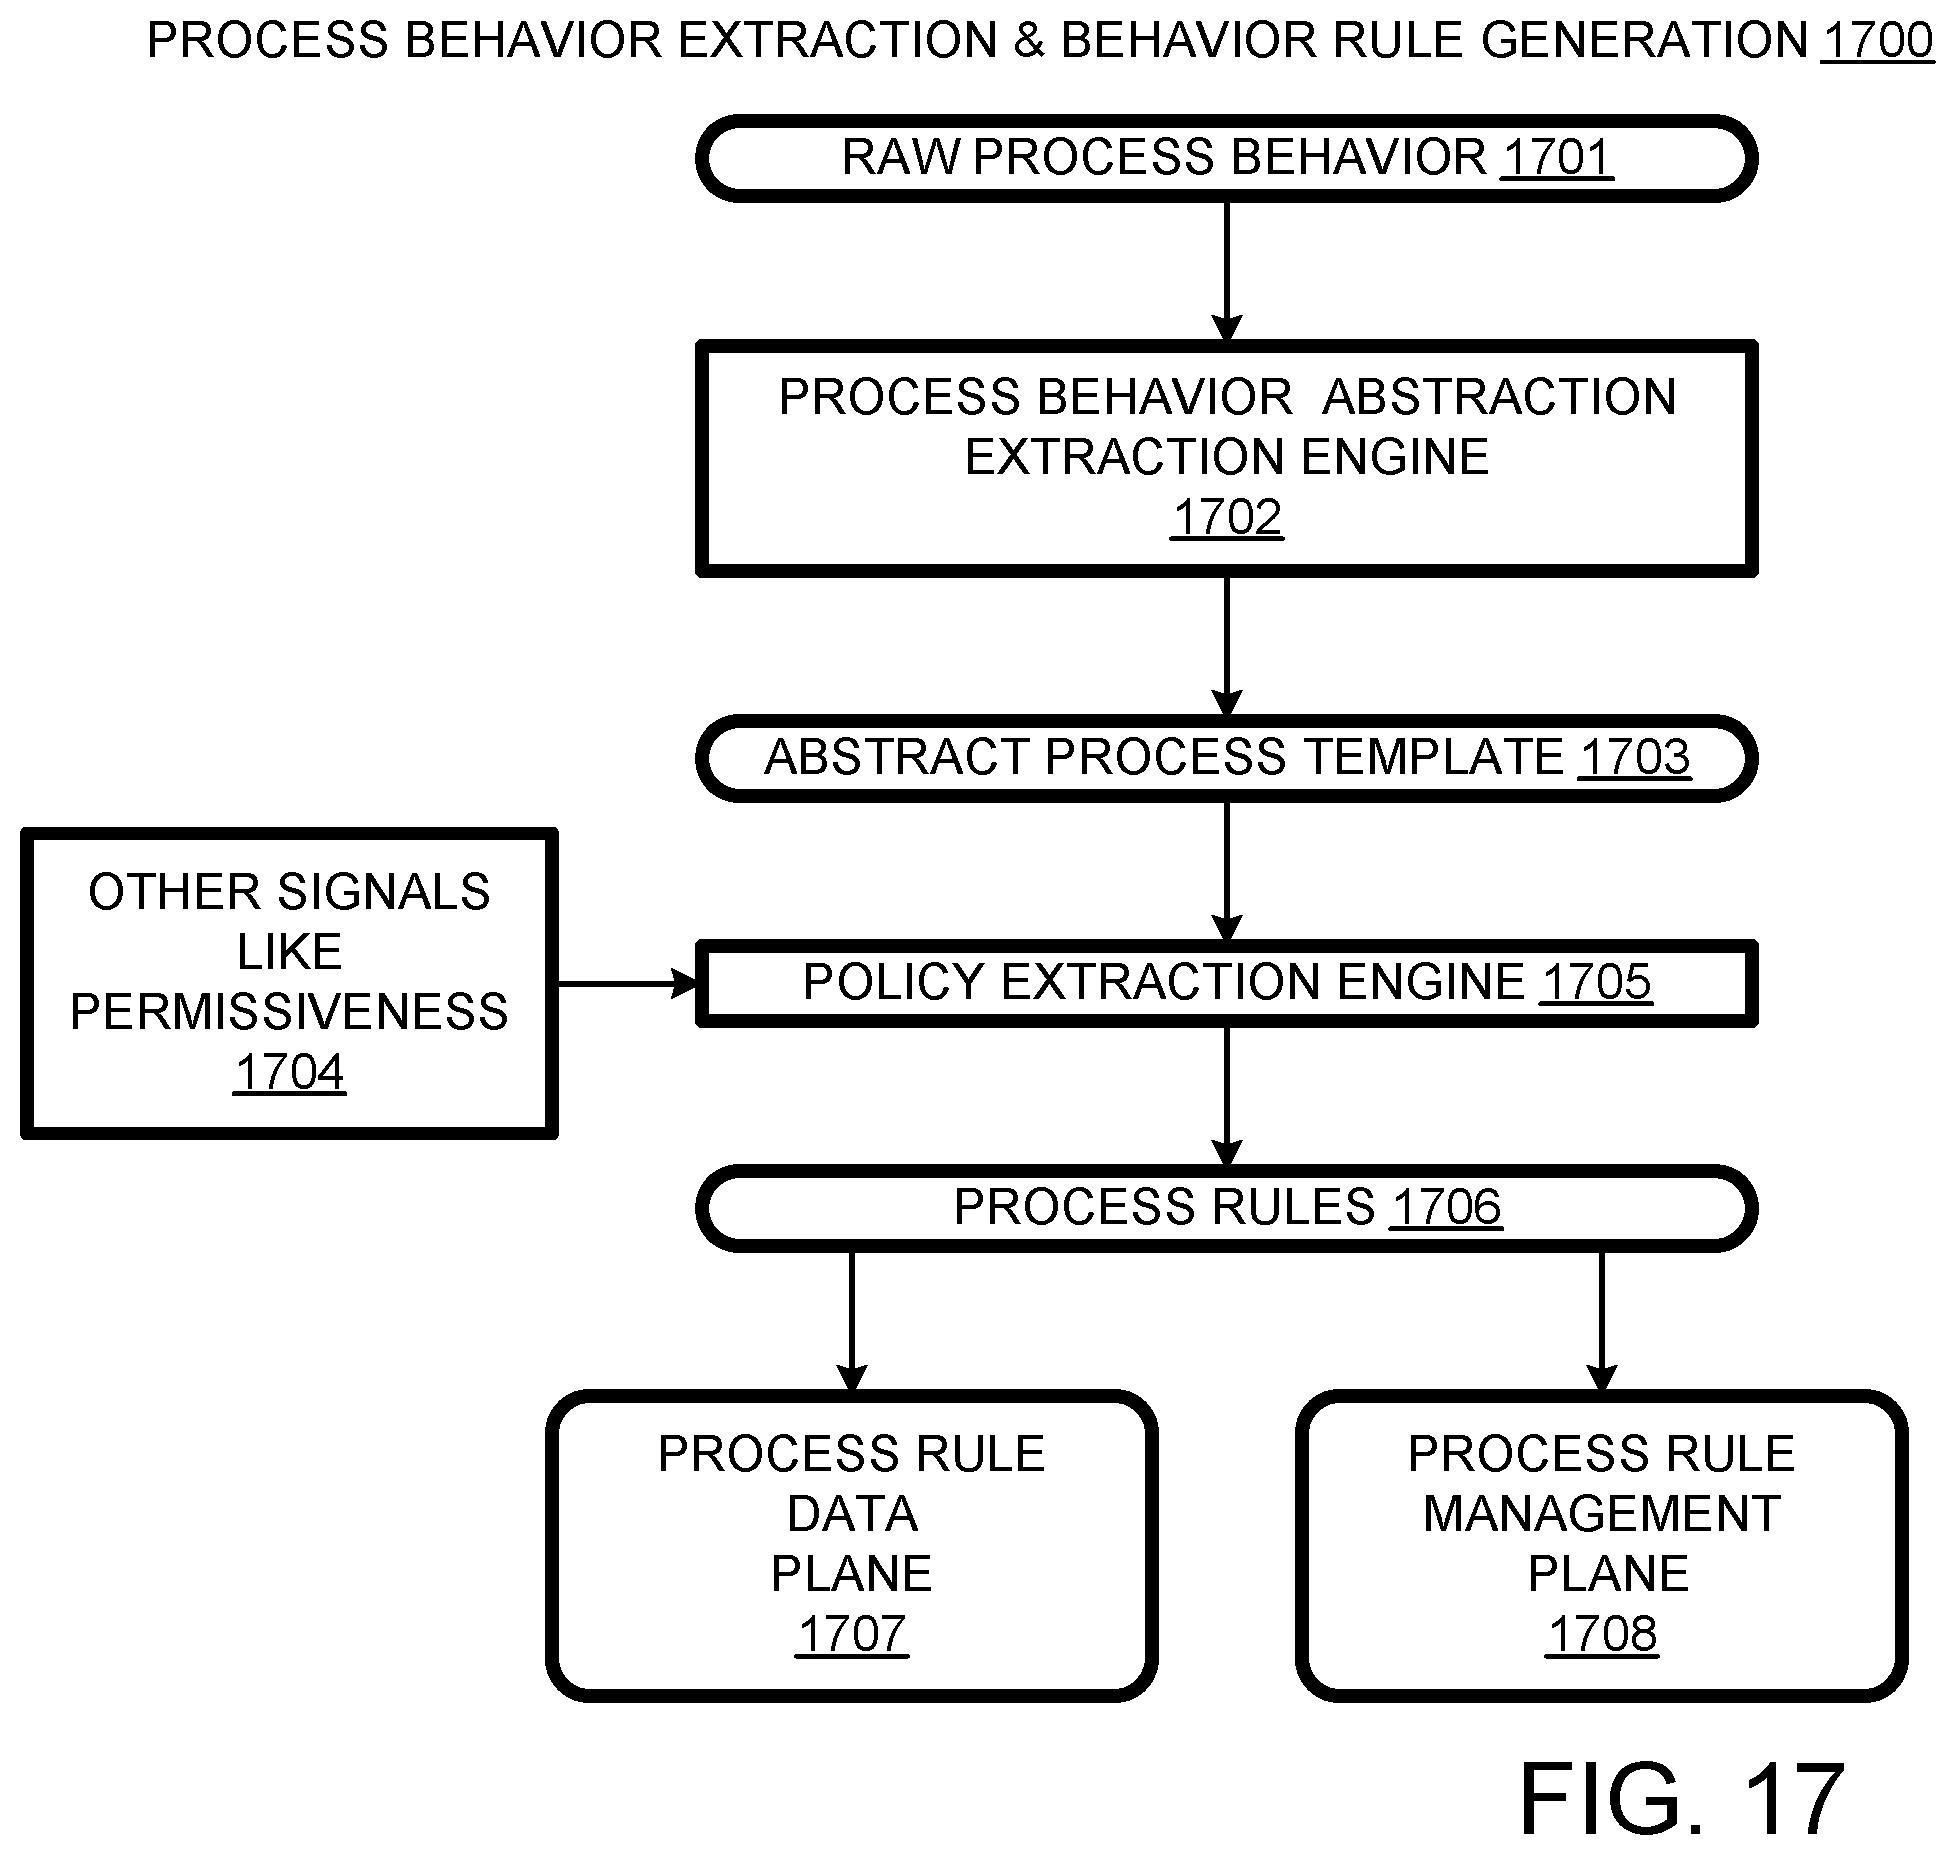 PROCESS BEHAVIOR EXTRACTION & BEHAVIOR RULE GENERATION 1700
RAW PROCESS BEHAVIOR 1701
PROCESS BEHAVIOR ABSTRACTION
EXTRACTION ENGINE
1702
ABSTRACT PROCESS TEMPLATE 1703
OTHER SIGNALS
LIKE
PERMISSIVENESS
1704
POLICY EXTRACTION ENGINE 1705
PROCESS RULES 1706
PROCESS RULE
DATA
PLANE
1707
PROCESS RULE
MANAGEMENT
PLANE
1708
FIG. 17